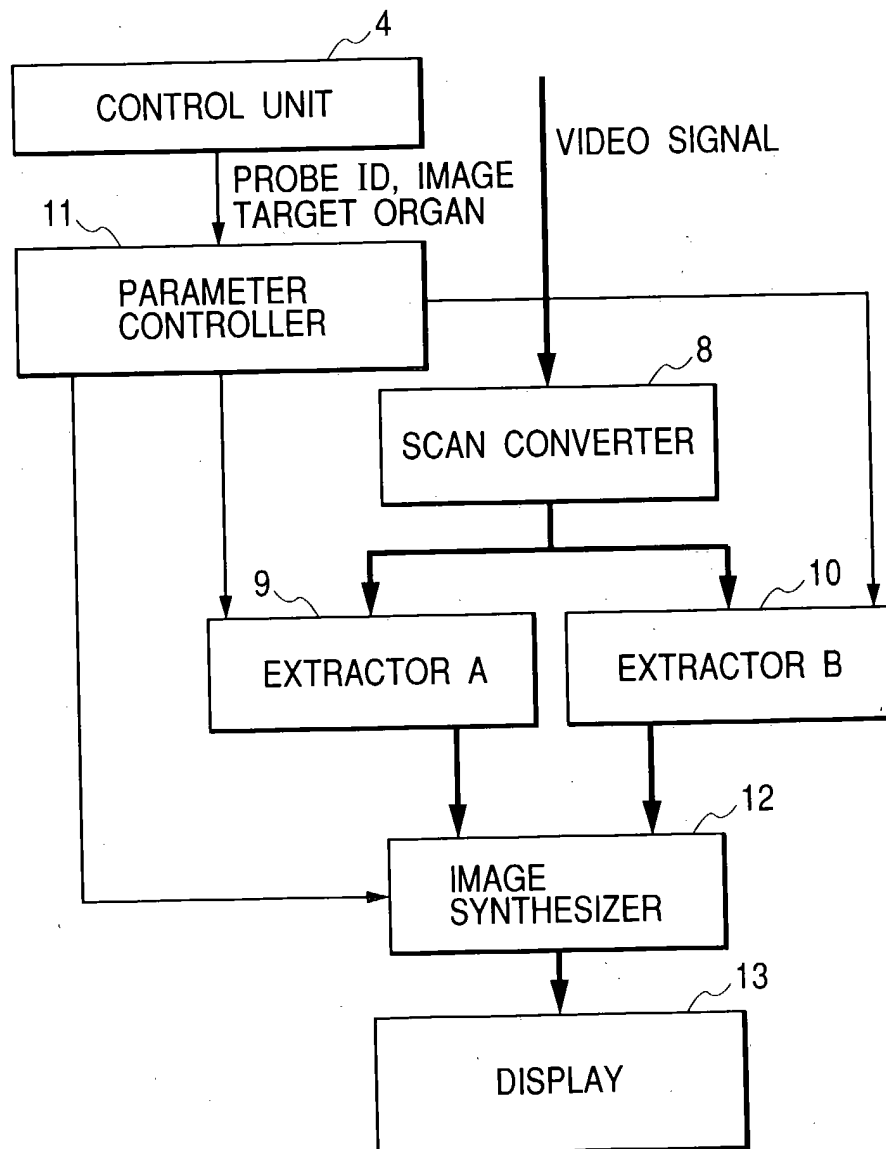 4
CONTROL UNIT
VIDEO SIGNAL
PROBE ID, IMAGE
TARGET ORGAN
11
PARAMETER
CONTROLLER
8
SCAN CONVERTER
9
10
EXTRACTOR A
EXTRACTOR B
12
IMAGE
SYNTHESIZER
13
DISPLAY